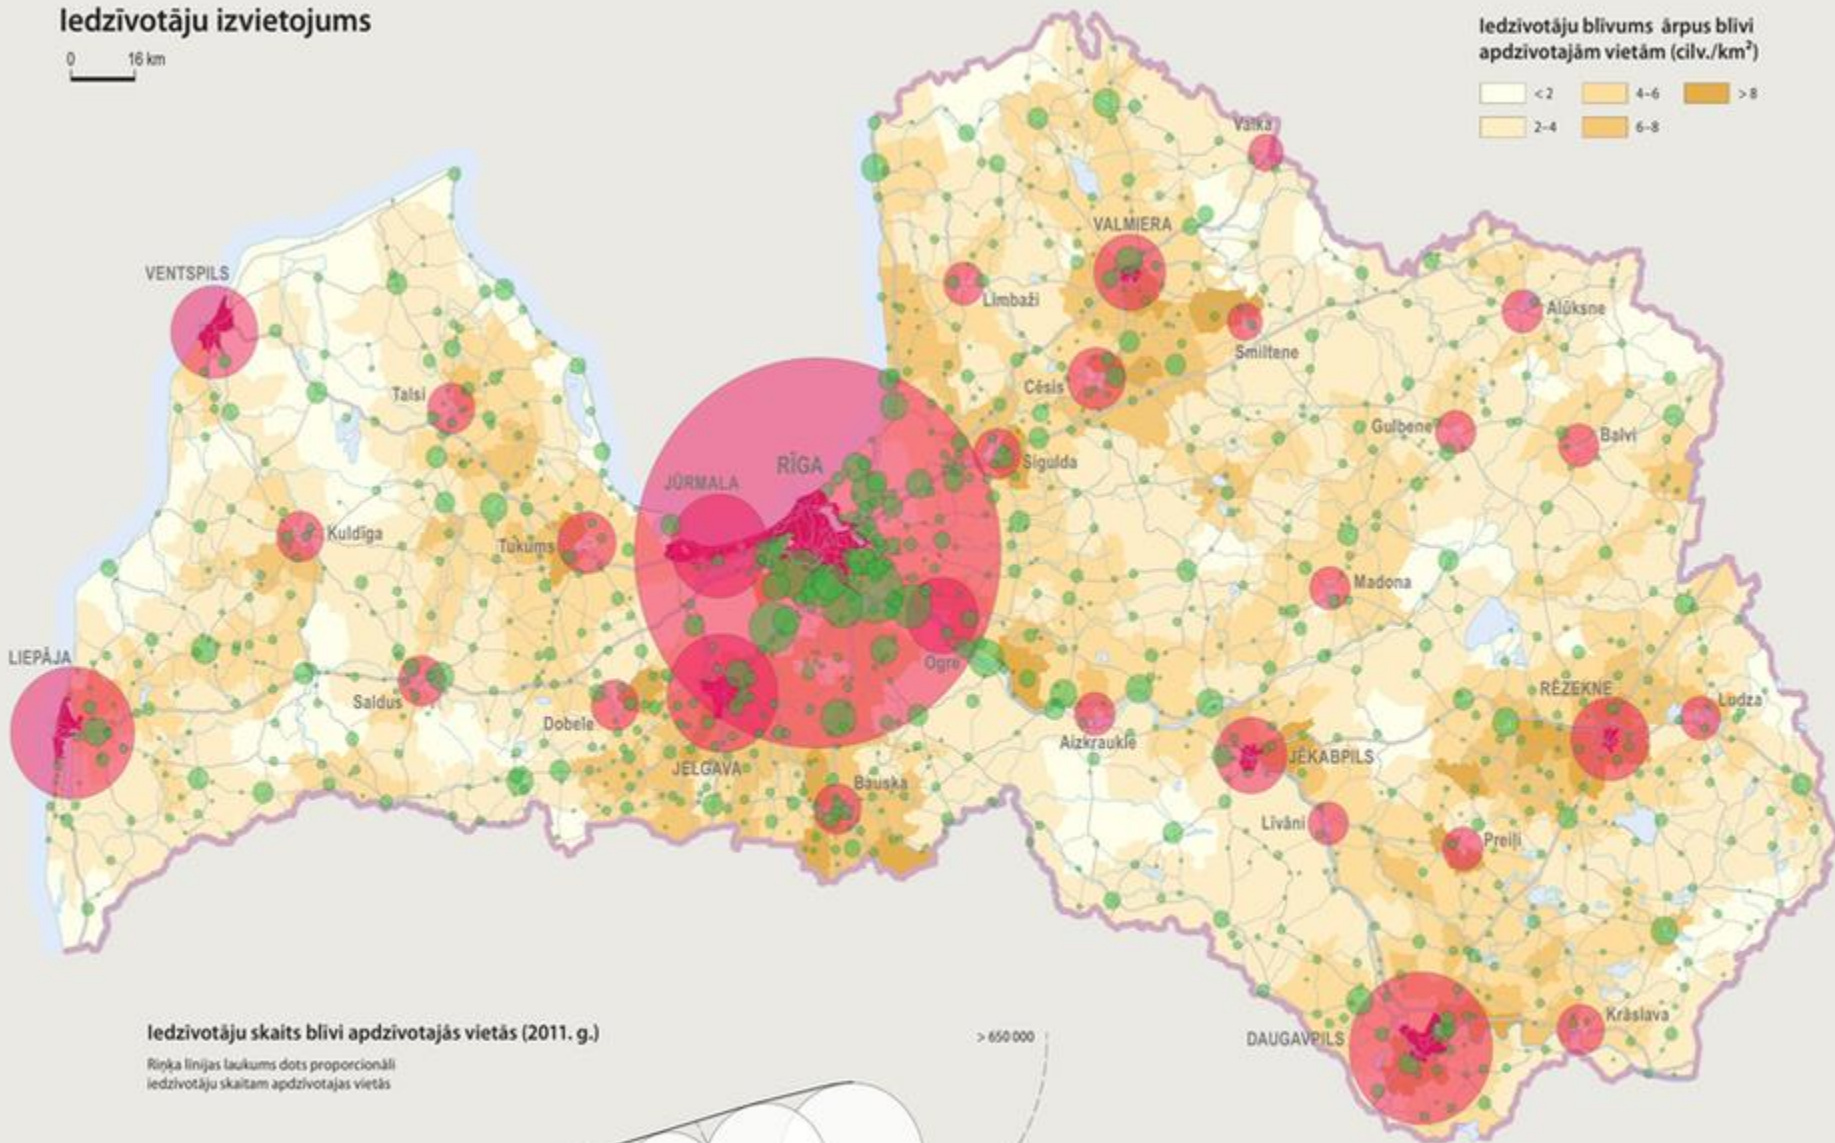 Iedzīvotāju izvietojums
0 16 km
Iedzīvotāju blīvums ārpus blīvi
apdzīvotajām vietām (cilv./km²)
< 2 4–6 > 8
2–4 6–8
Valka
VALMIERA
VENTSPILS
Limbaži
Alūksne
Smiltene
Cēsis
Talsi
Gulbene
Balvi
Sigulda
RĪGA
JŪRMALA
Kuldīga
Tukums
Madona
LIEPĀJA
Ogre
RĒZEKNE
Ludza
Saldus
Dobele
Aizkraukle
JĒKABPILS
JELGAVA
Bauska
Līvāni
Preiļi
Krāslava
DAUGAVPILS
Iedzīvotāju skaits blīvi apdzīvotajās vietās (2011. g.)
> 650 000
Riņķa līnijas laukums dots proporcionāli
iedzīvotāju skaitam apdzīvotajas vietās